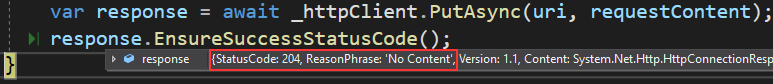 var response = await _httpClient.PutAsync(uri, requestContent);
response.EnsureSuccessStatusCode();
} response {StatusCode: 204, ReasonPhrase: 'No Content', Version: 1.1, Content: System.Net.Http.HttpConnectionResp